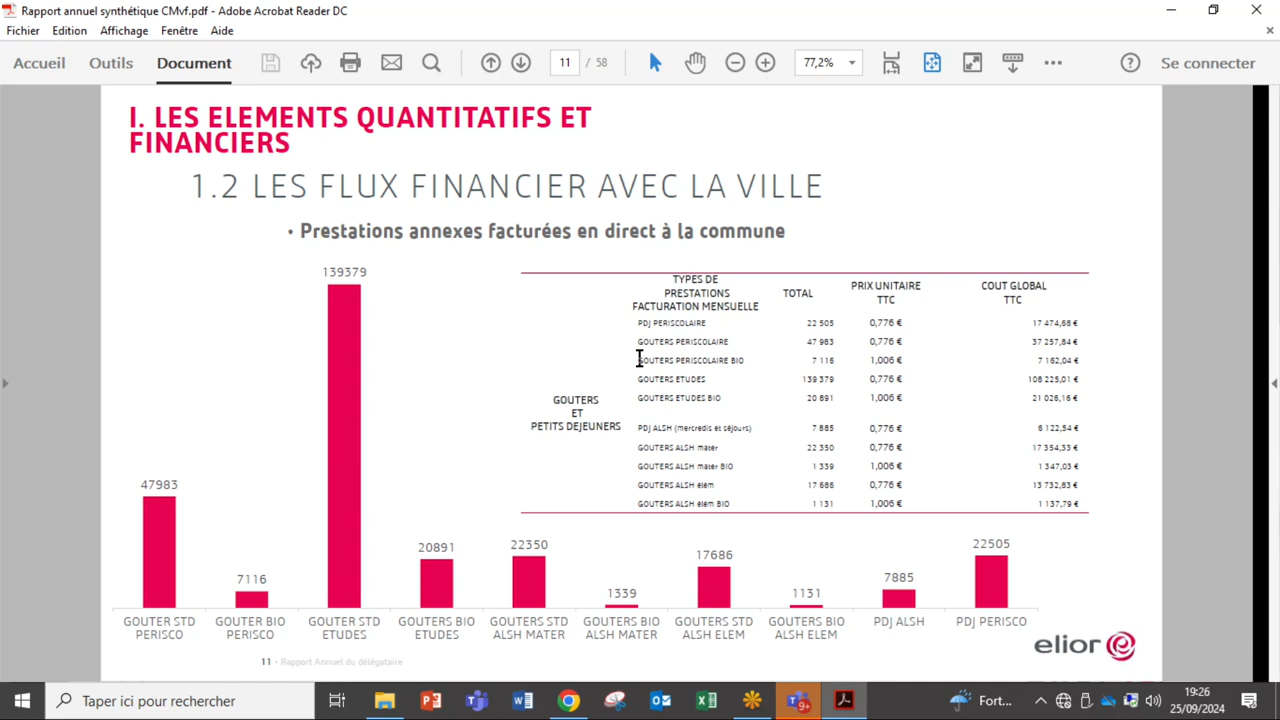 Rapport annuel synthétique CMvf.pdf - Adobe Acrobat Reader DC
Fichier Edition Affichage Fenêtre Aide
Accueil Outils Document 11 / 58 77,2% Se connecter
I. LES ELEMENTS QUANTITATIFS ET
FINANCIERS
1.2 LES FLUX FINANCIER AVEC LA VILLE
• Prestations annexes facturées en direct à la commune
TYPES DE
PRESTATIONS
FACTURATION MENSUELLE TOTAL PRIX UNITAIRE
TTC COUT GLOBAL
TTC
GOUTERS
ET
PETITS DEJEUNERS
PDJ PERISCOLAIRE 22 505 0,776 € 17 474,68 €
GOUTERS PERISCOLAIRE 47 983 0,776 € 37 257,84 €
GOUTERS PERISCOLAIRE BIO 7 116 1,006 € 7 162,04 €
GOUTERS ETUDES 139 379 0,776 € 108 225,01 €
GOUTERS ETUDES BIO 20 891 1,006 € 21 026,16 €
PDJ ALSH (mercredis et séjours) 7 885 0,776 € 6 122,54 €
GOUTERS ALSH mater 22 350 0,776 € 17 354,33 €
GOUTERS ALSH mater BIO 1 339 1,006 € 1 347,03 €
GOUTERS ALSH élem 17 686 0,776 € 13 732,83 €
GOUTERS ALSH élem BIO 1 131 1,006 € 1 137,79 €
47983
7116
139379
20891
22350
1339
17686
1131
7885
22505
GOUTER STD
PERISCO
GOUTER BIO
PERISCO
GOUTER STD
ETUDES
GOUTERS BIO
ETUDES
GOUTERS STD
ALSH MATER
GOUTERS BIO
ALSH MATER
GOUTERS STD
ALSH ELEM
GOUTERS BIO
ALSH ELEM
PDJ ALSH
PDJ PERISCO
elior
11 - Rapport Annuel du délégataire
Taper ici pour rechercher
9+
Fort...
19:26
25/09/2024